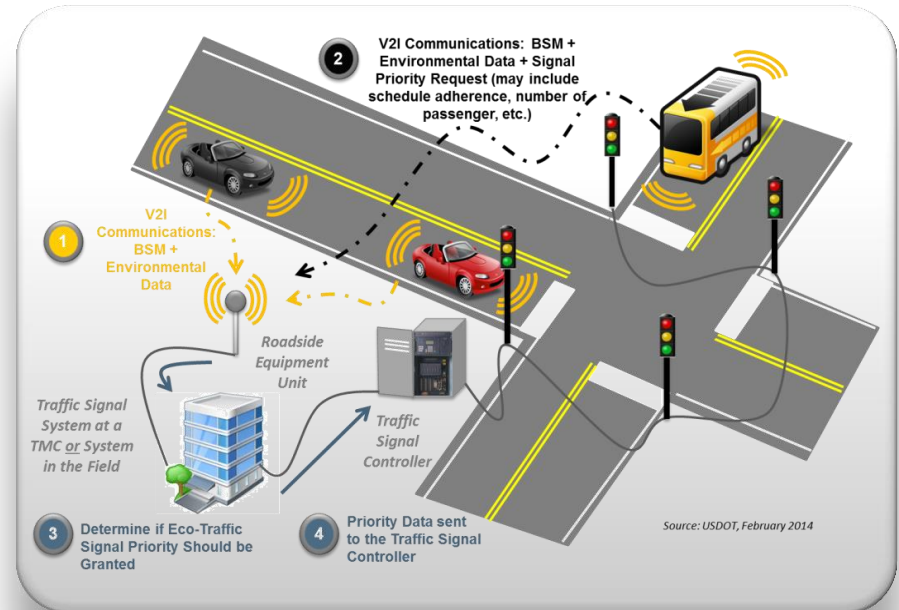 2
V2I Communications: BSM +
Environmental Data + Signal
Priority Request (may include
schedule adherence, number of
passenger, etc.)
1
V2I
Communications:
BSM +
Environmental
Data
Roadside
Equipment
Unit
Traffic Signal
System at a
TMC or System
in the Field
Traffic
Signal
Controller
3
Determine if Eco-Traffic
Signal Priority Should be
Granted
4
Priority Data sent
to the Traffic Signal
Controller
Source: USDOT, February 2014